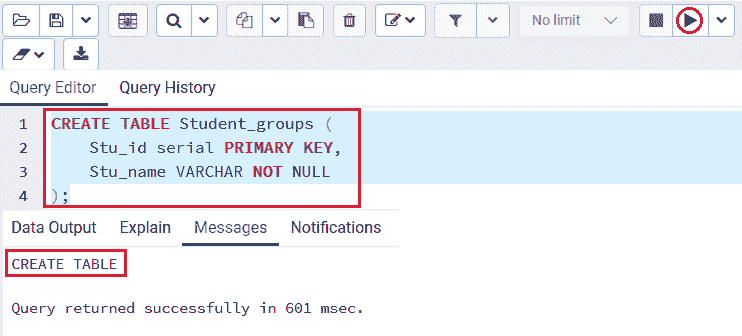 No limit
Query Editor Query History
1 CREATE TABLE Student_groups (
2 Stu_id serial PRIMARY KEY,
3 Stu_name VARCHAR NOT NULL
4 );
Data Output Explain Messages Notifications
CREATE TABLE
Query returned successfully in 601 msec.